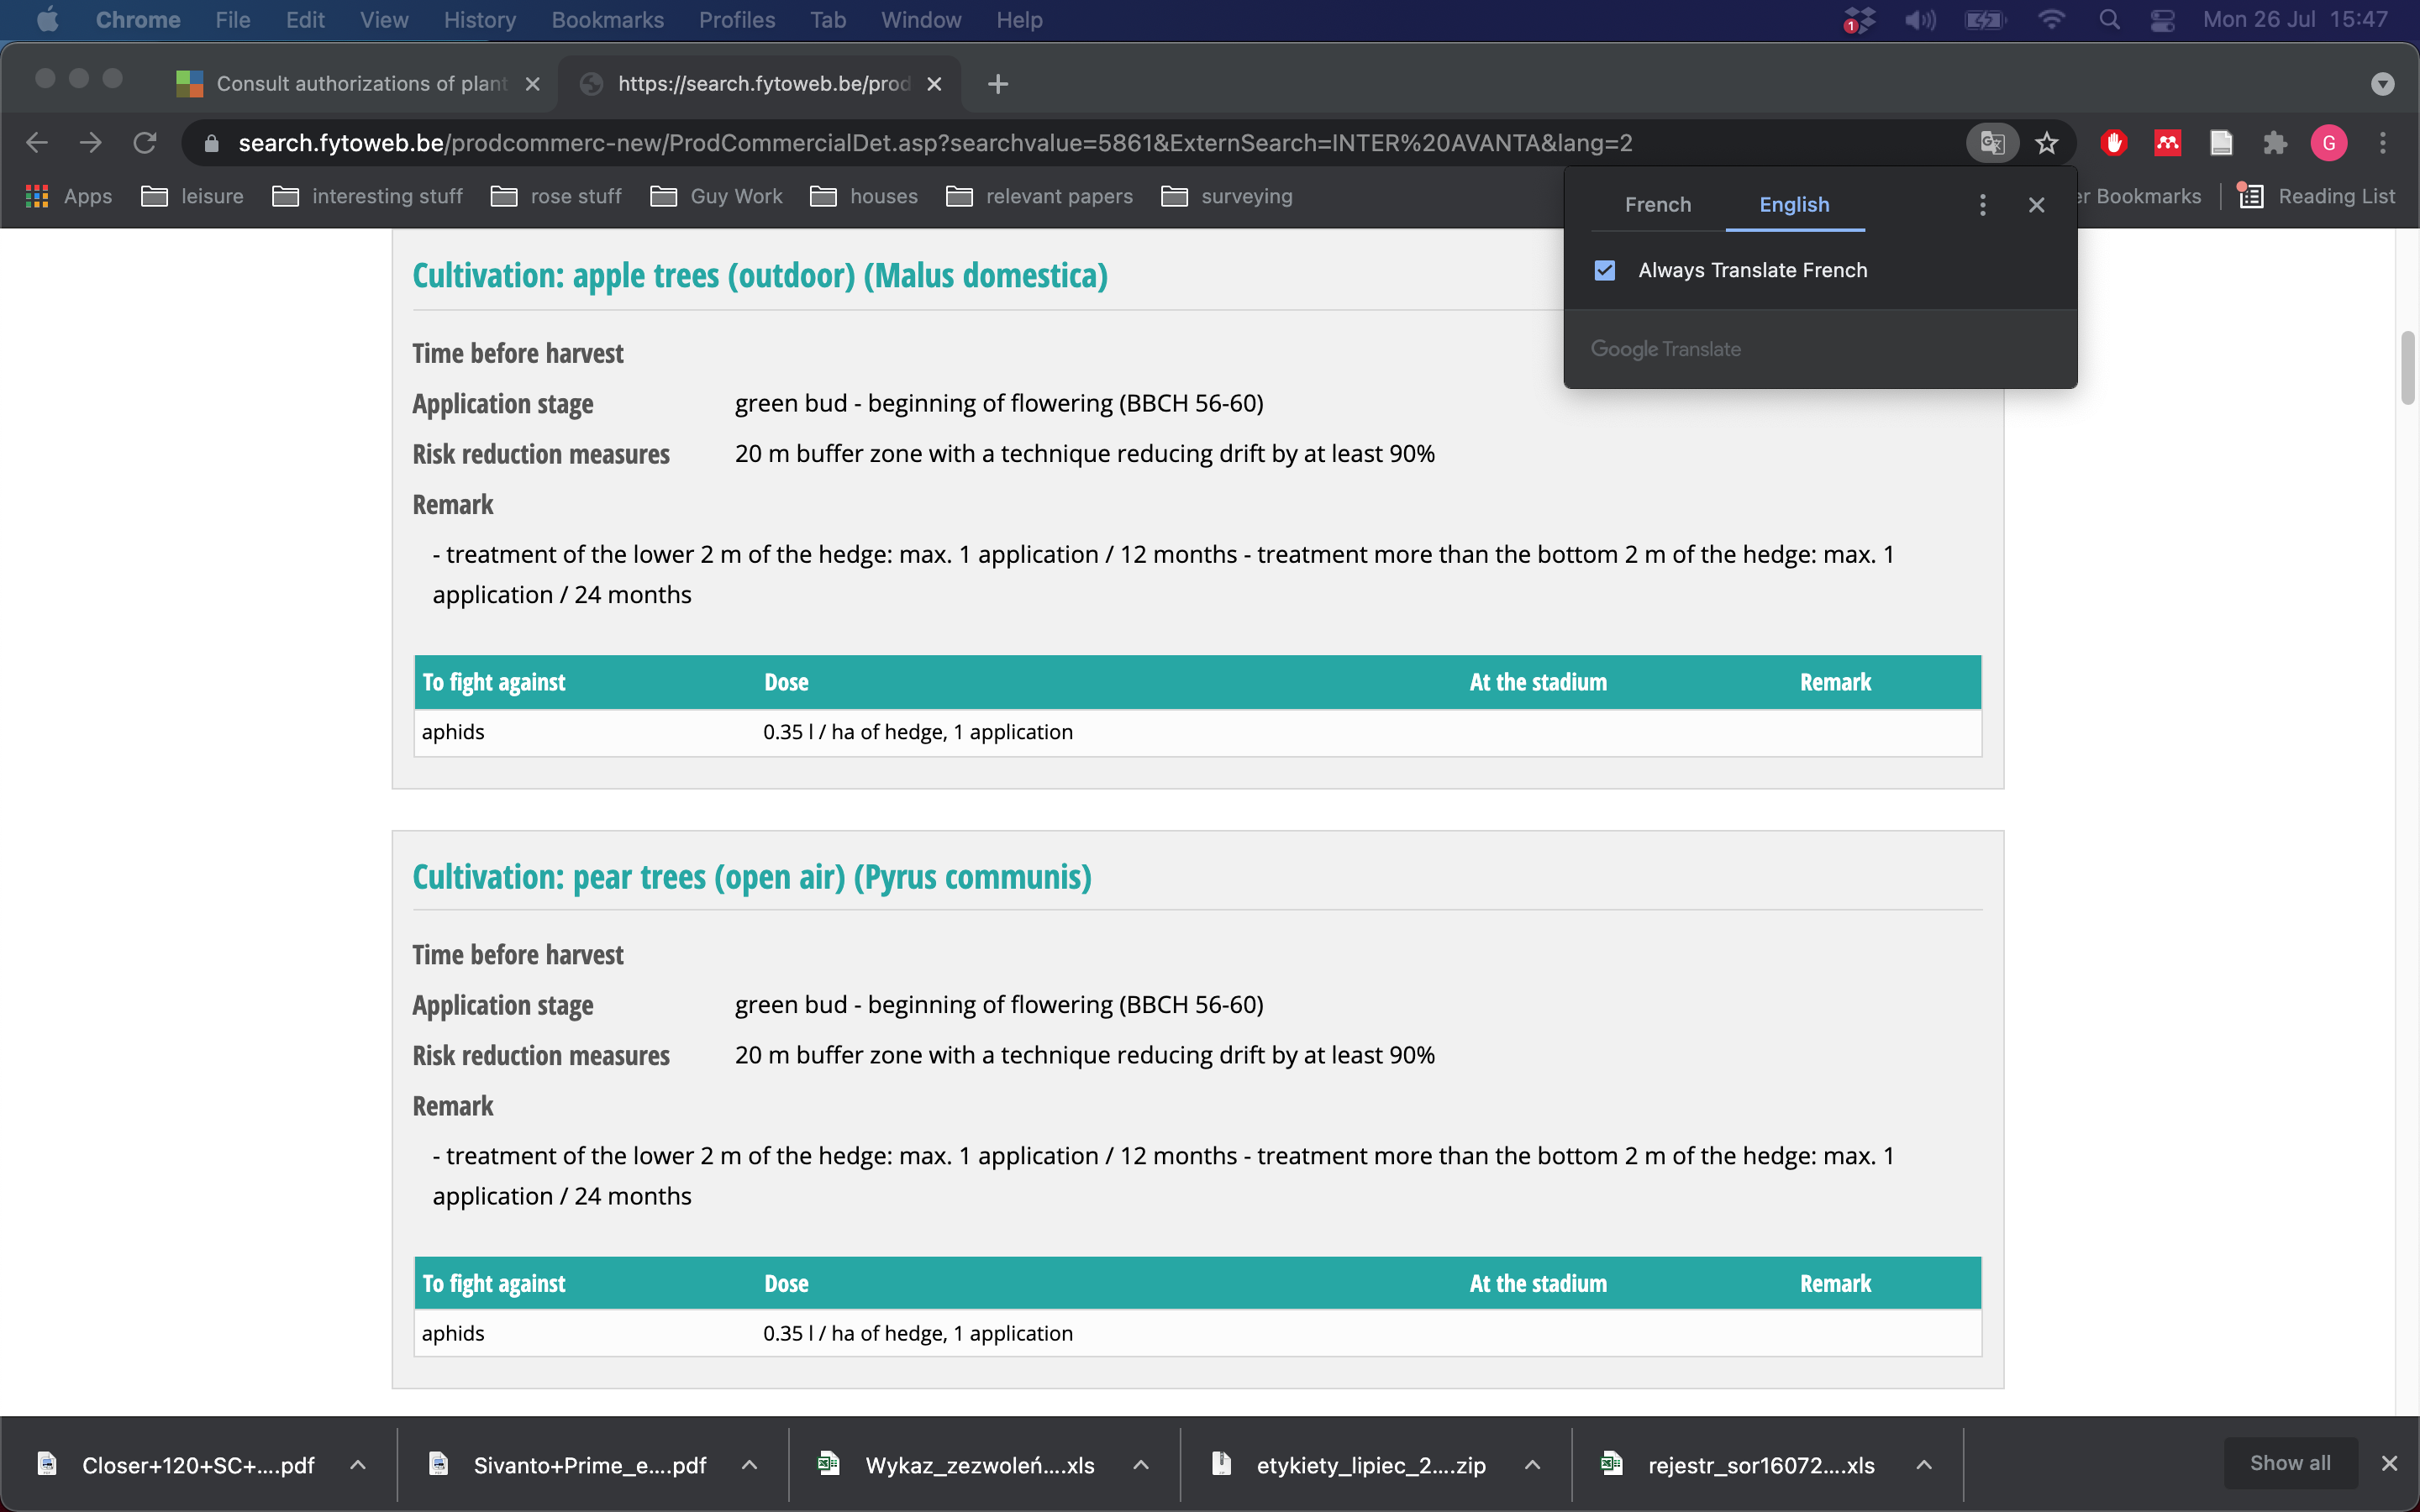 Chrome File Edit View History Bookmarks Profiles Tab Window Help 1 Mon 26 Jul 15:47
Consult authorizations of plant https://search.fytoweb.be/prod
search.fytoweb.be/prodcommerc-new/ProdCommercialDet.asp?searchvalue=5861&ExternSearch=INTER%20AVANTA&lang=2 G
Apps leisure interesting stuff rose stuff Guy Work houses relevant papers surveying er Bookmarks Reading List
French English
Always Translate French
Google Translate
Cultivation: apple trees (outdoor) (Malus domestica)
Time before harvest
Application stage green bud - beginning of flowering (BBCH 56-60)
Risk reduction measures 20 m buffer zone with a technique reducing drift by at least 90%
Remark
- treatment of the lower 2 m of the hedge: max. 1 application / 12 months - treatment more than the bottom 2 m of the hedge: max. 1
application / 24 months
To fight against Dose At the stadium Remark
aphids 0.35 l / ha of hedge, 1 application
Cultivation: pear trees (open air) (Pyrus communis)
Time before harvest
Application stage green bud - beginning of flowering (BBCH 56-60)
Risk reduction measures 20 m buffer zone with a technique reducing drift by at least 90%
Remark
- treatment of the lower 2 m of the hedge: max. 1 application / 12 months - treatment more than the bottom 2 m of the hedge: max. 1
application / 24 months
To fight against Dose At the stadium Remark
aphids 0.35 l / ha of hedge, 1 application
Closer+120+SC+....pdf Sivanto+Prime_e....pdf Wykaz_zezwoleń....xls etykiety_lipiec_2....zip rejestr_sor16072....xls Show all